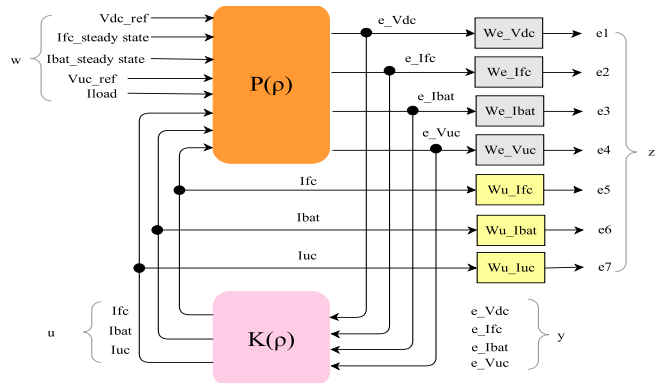 Vdc_ref
Ifc_steady state
Ibat_steady state
Vuc_ref
Iload
w
P(ρ)
e_Vdc
e_Ifc
e_Ibat
e_Vuc
We_Vdc
We_Ifc
We_Ibat
We_Vuc
Wu_Ifc
Wu_Ibat
Wu_Iuc
e1
e2
e3
e4
e5
e6
e7
z
Ifc
Ibat
Iuc
u
Ifc
Ibat
Iuc
K(ρ)
e_Vdc
e_Ifc
e_Ibat
e_Vuc
y